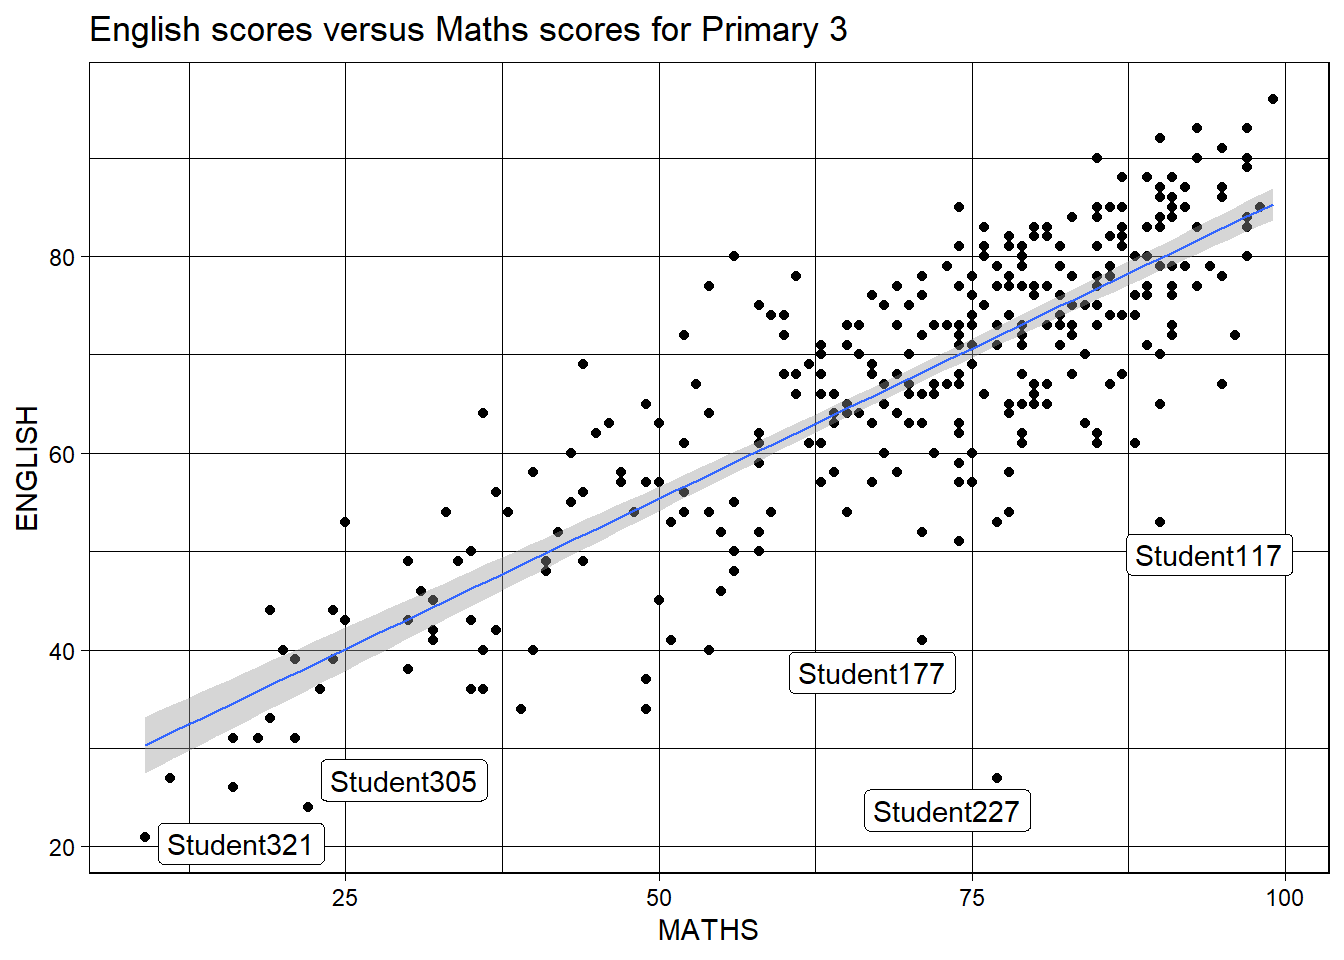 English scores versus Maths scores for Primary 3
ENGLISH
80
60
40
20
Student117
Student177
Student305
Student227
Student321
25 50 75 100
MATHS